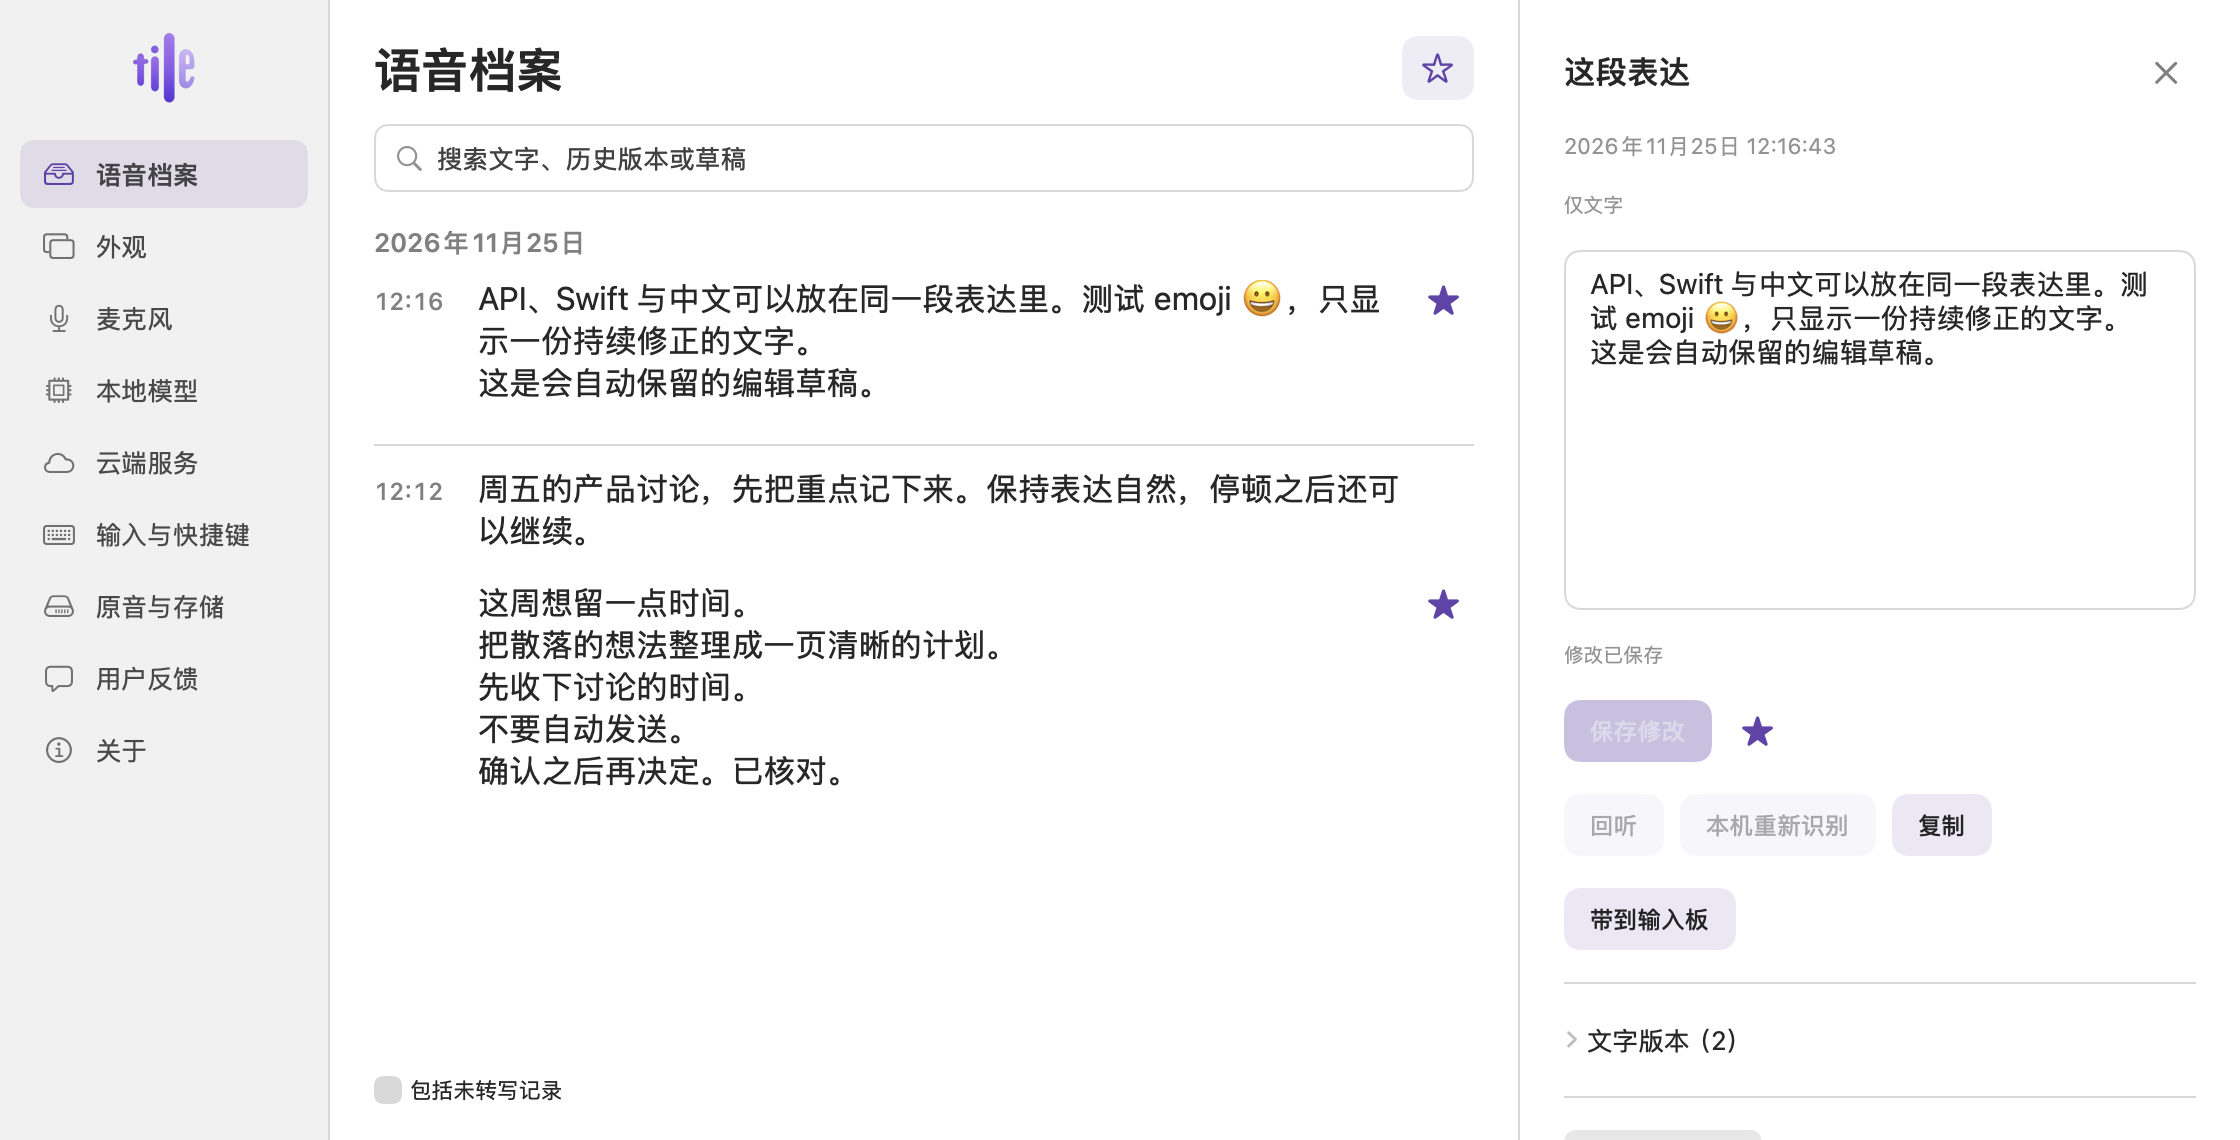 tile
语音档案
外观
麦克风
本地模型
云端服务
输入与快捷键
原音与存储
用户反馈
关于
语音档案
搜索文字、历史版本或草稿
2026年11月25日
12:16 API、Swift 与中文可以放在同一段表达里。测试 emoji 😀，只显
示一份持续修正的文字。
这是会自动保留的编辑草稿。
12:12 周五的产品讨论，先把重点记下来。保持表达自然，停顿之后还可
以继续。
这周想留一点时间。
把散落的想法整理成一页清晰的计划。
先收下讨论的时间。
不要自动发送。
确认之后再决定。已核对。
包括未转写记录
这段表达
2026年11月25日 12:16:43
仅文字
API、Swift 与中文可以放在同一段表达里。测
试 emoji 😀，只显示一份持续修正的文字。
这是会自动保留的编辑草稿。
修改已保存
保存修改
回听 本机重新识别 复制
带到输入板
文字版本 (2)